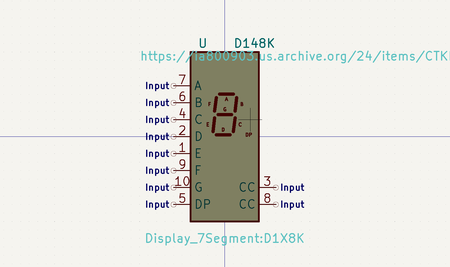 U D148K
https://ia800903.us.archive.org/24/items/CTK
Input 7 A
Input 6 B
Input 4 C
Input 2 D
Input 1 E
Input 9 F
Input 10 G CC 3 Input
Input 5 DP CC 8 Input
A
F B
G
E C
D
DP
Display_7Segment:D1X8K